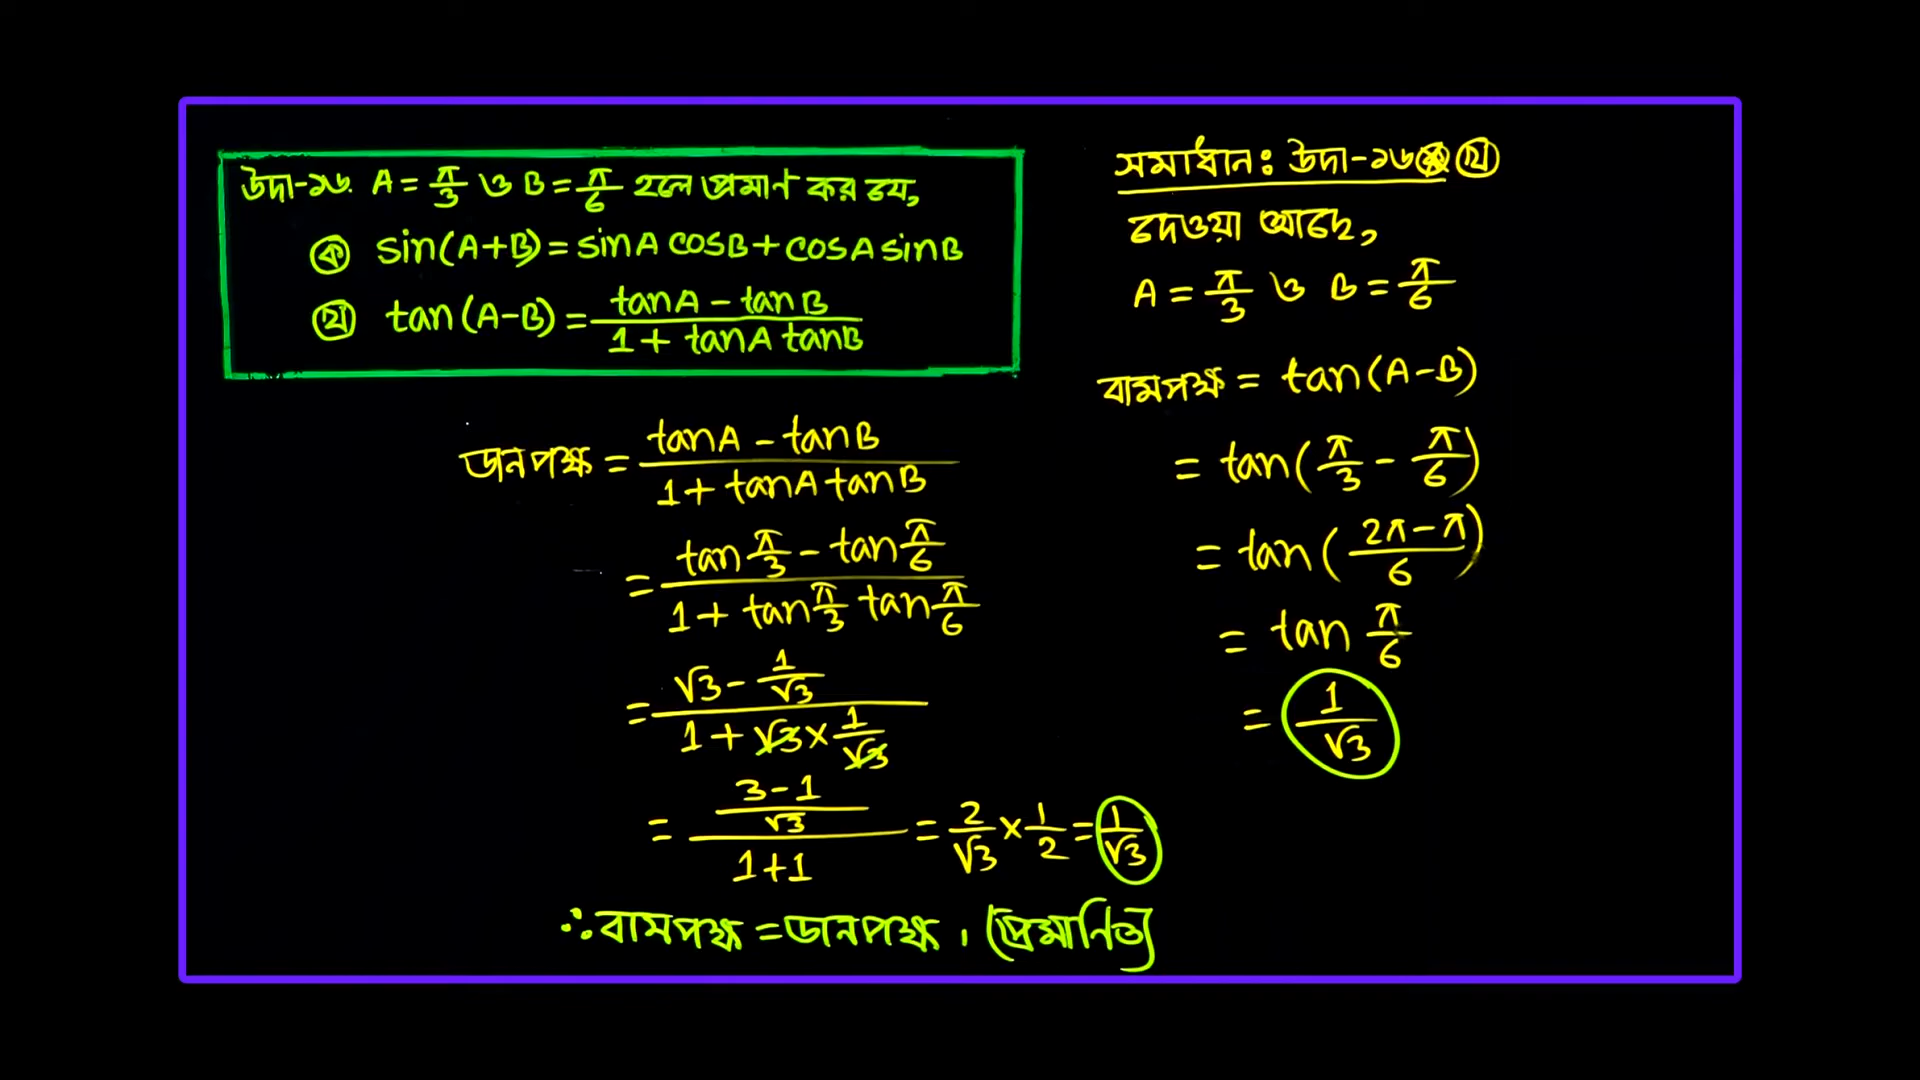 উদা-১৬. A = π/3 ও B = π/6 হলে প্রমাণ কর যে,
(ক) sin(A+B) = sinA cosB + cosA sinB
(খ) tan(A-B) = (tanA - tanB)/(1 + tanA tanB)
সমাধান: উদা-১৬ (খ)
দেওয়া আছে,
A = π/3 ও B = π/6
বামপক্ষ = tan(A-B)
= tan(π/3 - π/6)
= tan((2π-π)/6)
= tan π/6
= 1/√3
ডানপক্ষ = (tanA - tanB)/(1 + tanA tanB)
= (tan π/3 - tan π/6)/(1 + tan π/3 tan π/6)
= (√3 - 1/√3)/(1 + √3 × 1/√3)
= ((3-1)/√3)/(1+1) = 2/√3 × 1/2 = 1/√3
∴ বামপক্ষ = ডানপক্ষ । (প্রমানিত)